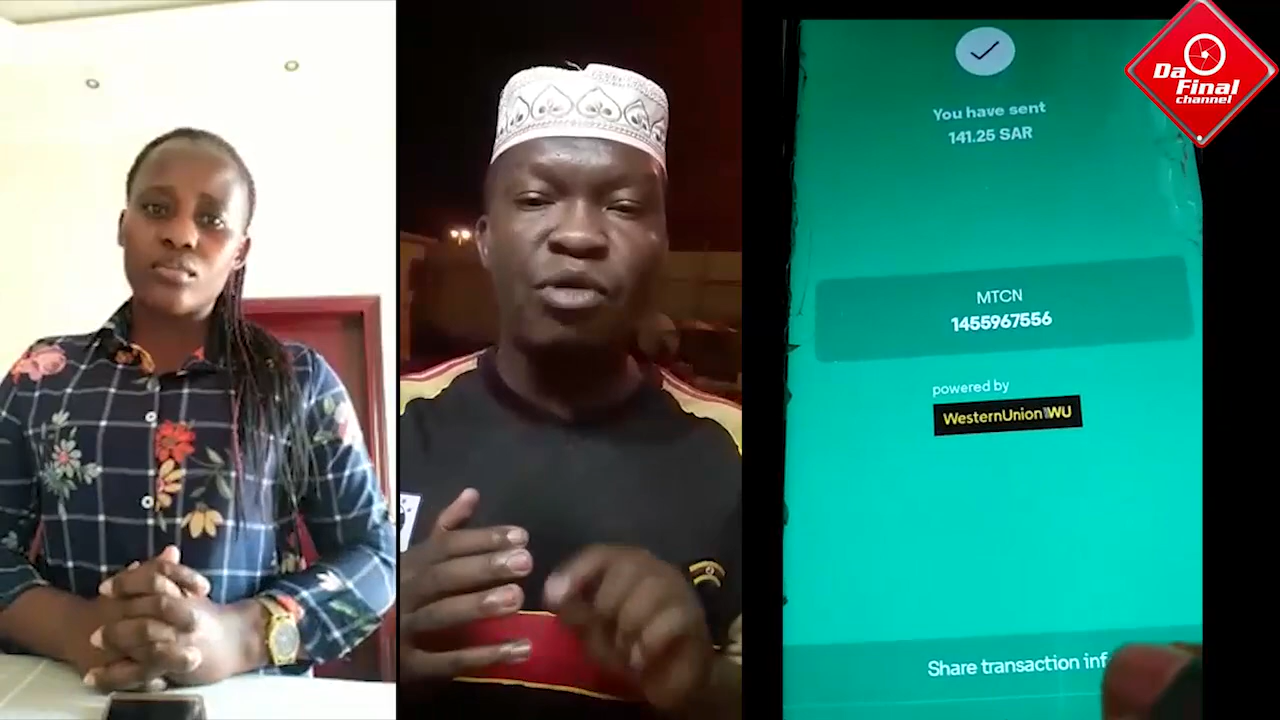 Da
Final
channel
You have sent
141.25 SAR
MTCN
1455967556
powered by
WesternUnion WU
Share transaction inf